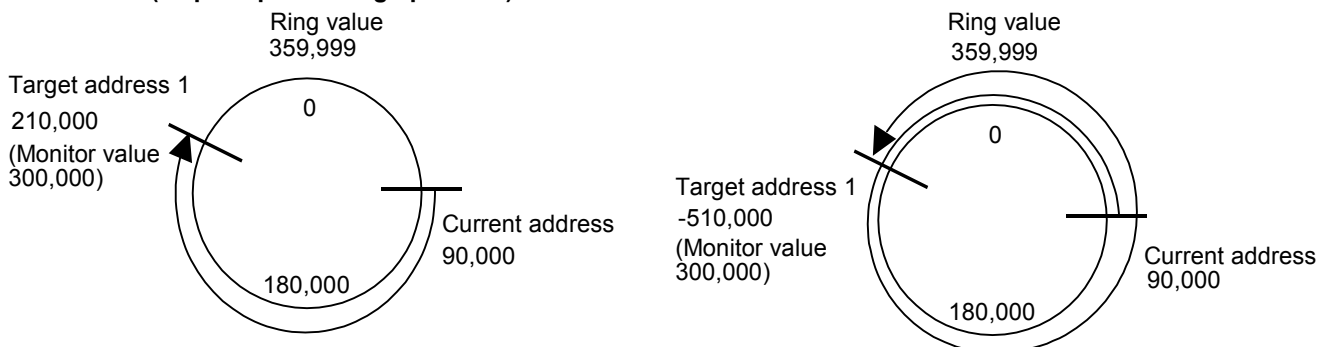 Ring value
359,999
Target address 1
210,000
(Monitor value
300,000)
0
Current address
90,000
180,000
Ring value
359,999
0
Target address 1
-510,000
(Monitor value
300,000)
Current address
90,000
180,000